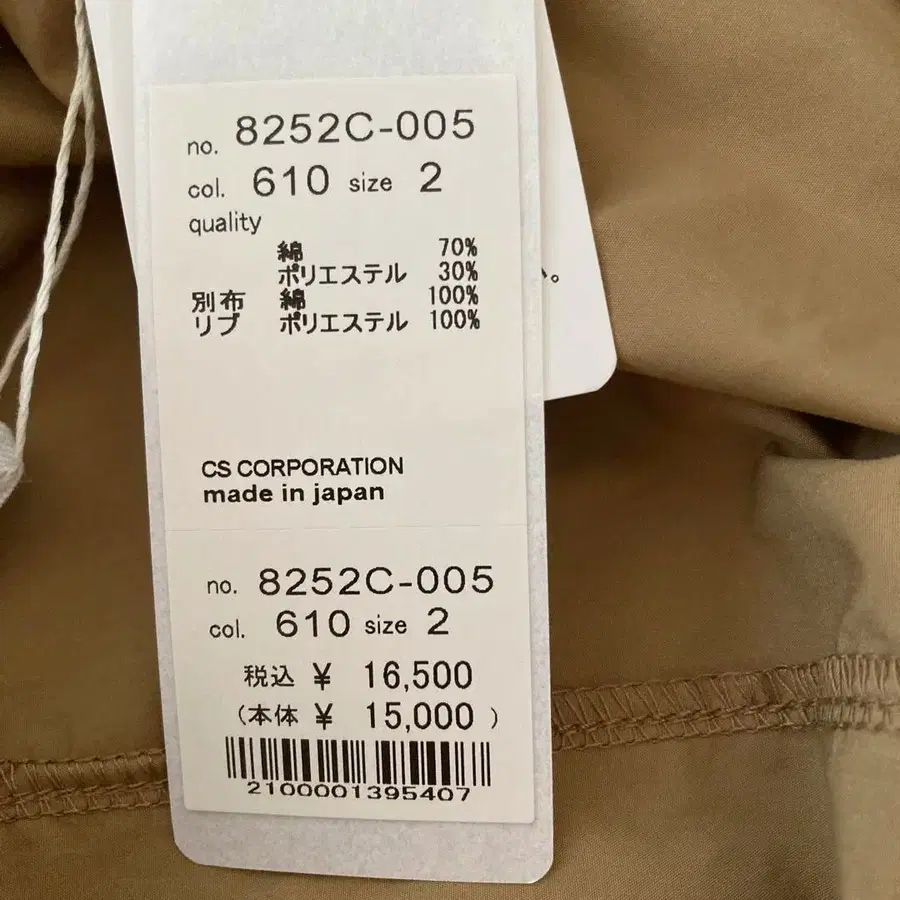 no. 8252C-005
col. 610 size 2
quality
綿 70%
ポリエステル 30%
別布 綿 100%
リブ ポリエステル 100%
CS CORPORATION
made in japan
no. 8252C-005
col. 610 size 2
税込 ¥ 16,500
(本体 ¥ 15,000 )
2100001395407